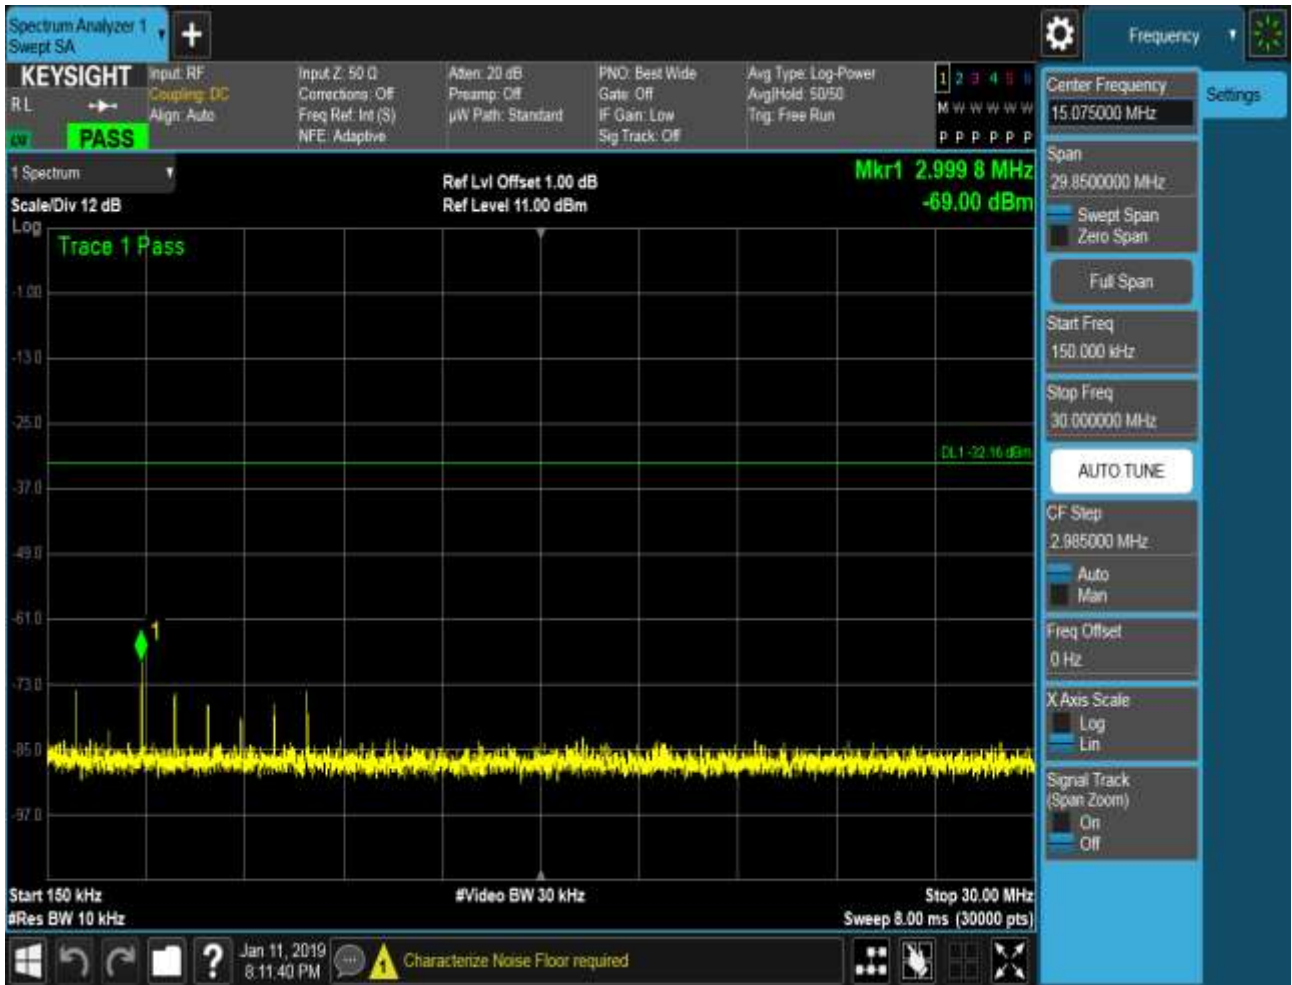 Spectrum Analyzer 1
Swept SA
Frequency
KEYSIGHT
R L
PASS
Input: RF
Coupling: DC
Align: Auto
Input Z: 50 Ω
Corrections: Off
Freq Ref: Int (S)
NFE: Adaptive
Atten: 20 dB
Preamp: Off
µW Path: Standard
PNO: Best Wide
Gate: Off
IF Gain: Low
Sig Track: Off
Avg Type: Log-Power
Avg|Hold: 50/50
Trig: Free Run
1 2 3 4 5 6
M W W W W W
P P P P P P
1 Spectrum
Scale/Div 12 dB
Ref Lvl Offset 1.00 dB
Ref Level 11.00 dBm
Mkr1 2.999 8 MHz
-69.00 dBm
Log
Trace 1 Pass
-1.00
-13.0
-25.0
DL1 -32.16 dBm
-37.0
-49.0
-61.0
1
-73.0
-85.0
-97.0
Start 150 kHz
#Video BW 30 kHz
Stop 30.00 MHz
#Res BW 10 kHz
Sweep 8.00 ms (30000 pts)
Center Frequency
15.075000 MHz
Settings
Span
29.8500000 MHz
Swept Span
Zero Span
Full Span
Start Freq
150.000 kHz
Stop Freq
30.000000 MHz
AUTO TUNE
CF Step
2.985000 MHz
Auto
Man
Freq Offset
0 Hz
X Axis Scale
Log
Lin
Signal Track
(Span Zoom)
On
Off
?
Jan 11, 2019
8:11:40 PM
Characterize Noise Floor required